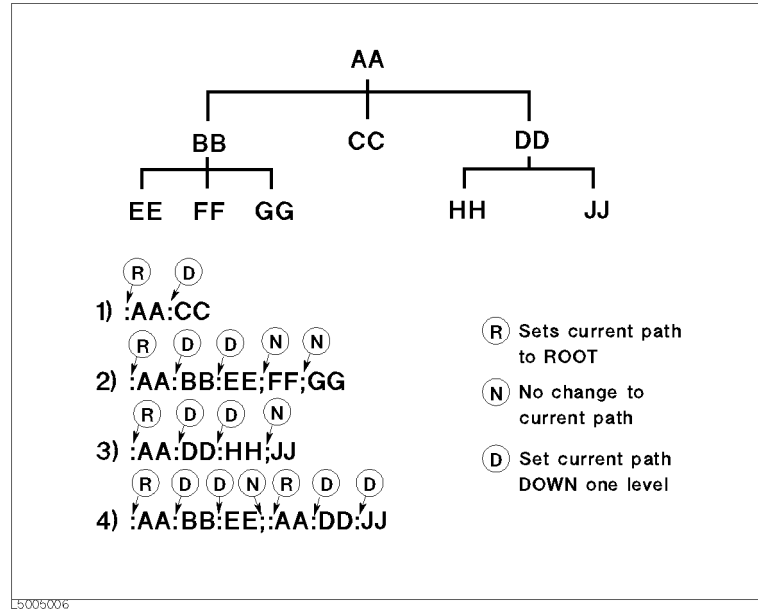 AA
BB CC DD
EE FF GG HH JJ
R D
1) :AA:CC
R D D N N
2) :AA:BB:EE;FF;GG
R D D N
3) :AA:DD:HH;JJ
R D D N R D D
4) :AA:BB:EE;:AA:DD:JJ
R Sets current path
to ROOT
N No change to
current path
D Set current path
DOWN one level
L5005006